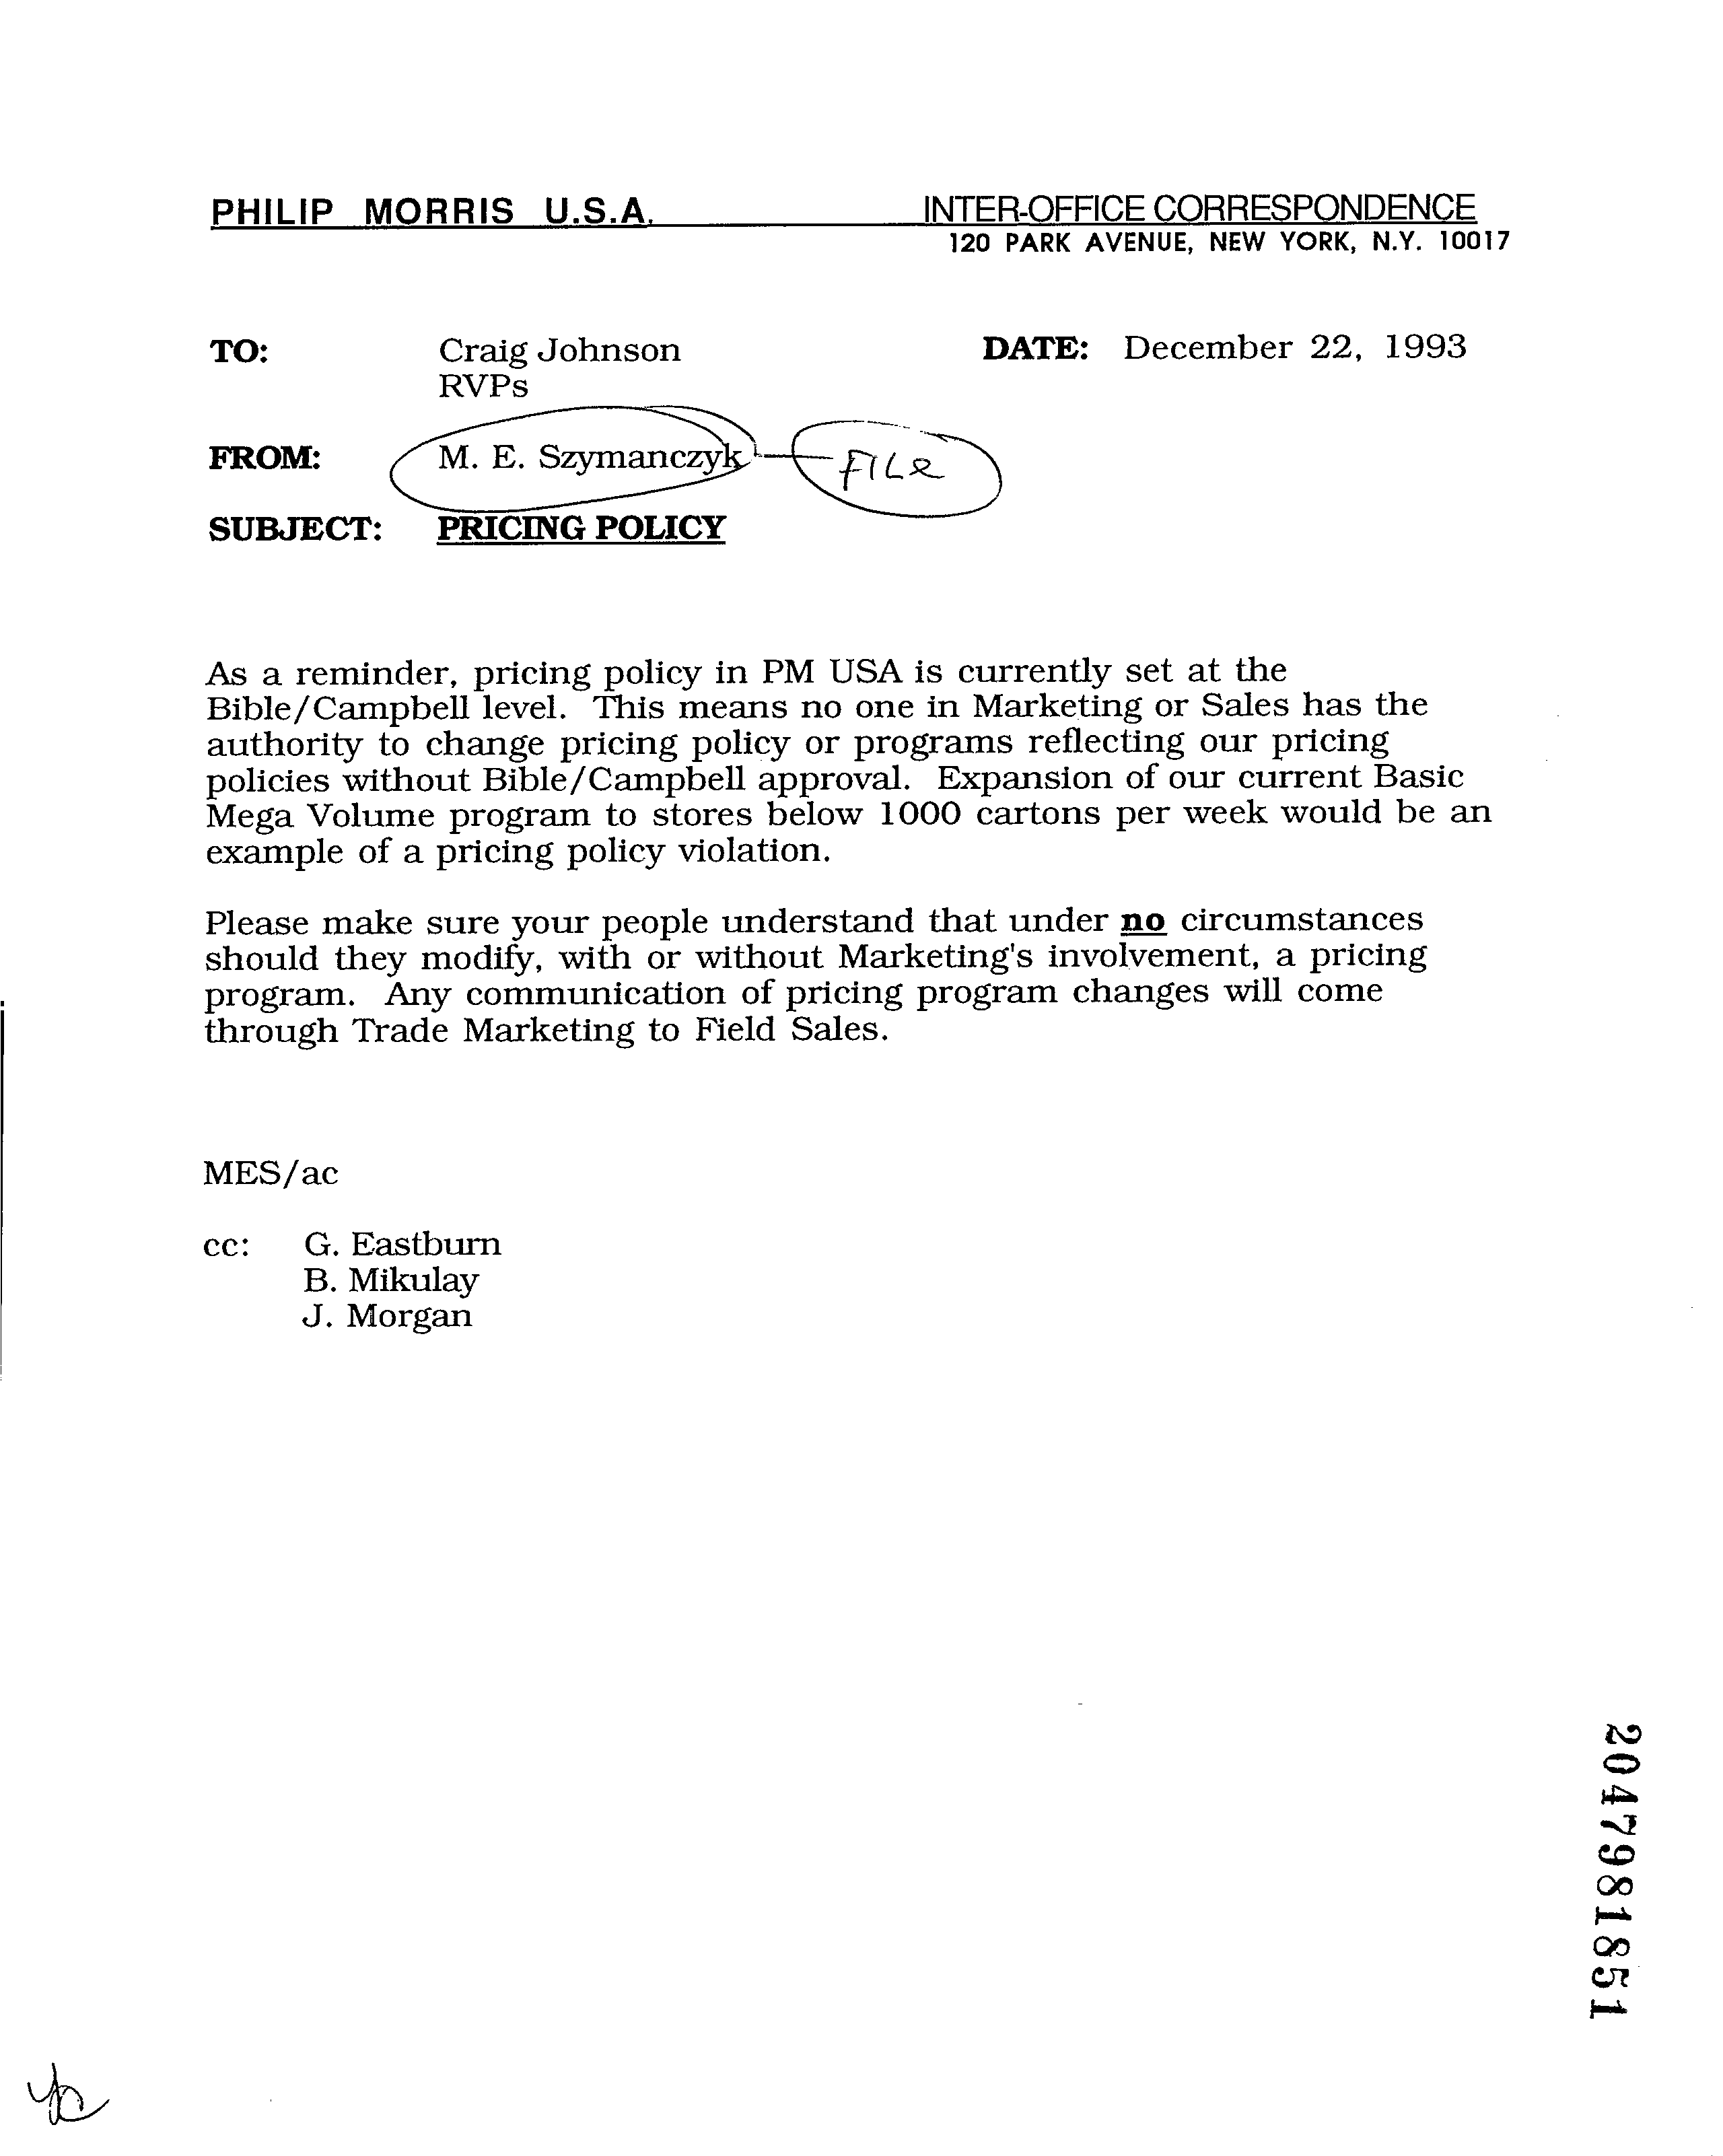 PHILIP MORRIS U.S.A. INTER-OFFICE CORRESPONDENCE
120 PARK AVENUE, NEW YORK, N.Y. 10017
TO: Craig Johnson DATE: December 22, 1993
RVPs
FROM: M. E. Szymanczyk FILE
SUBJECT: PRICING POLICY
As a reminder, pricing policy in PM USA is currently set at the
Bible/Campbell level. This means no one in Marketing or Sales has the
authority to change pricing policy or programs reflecting our pricing
policies without Bible/Campbell approval. Expansion of our current Basic
Mega Volume program to stores below 1000 cartons per week would be an
example of a pricing policy violation.
Please make sure your people understand that under no circumstances
should they modify, with or without Marketing's involvement, a pricing
program. Any communication of pricing program changes will come
through Trade Marketing to Field Sales.
MES/ac
cc: G. Eastburn
B. Mikulay
J. Morgan
2047981851